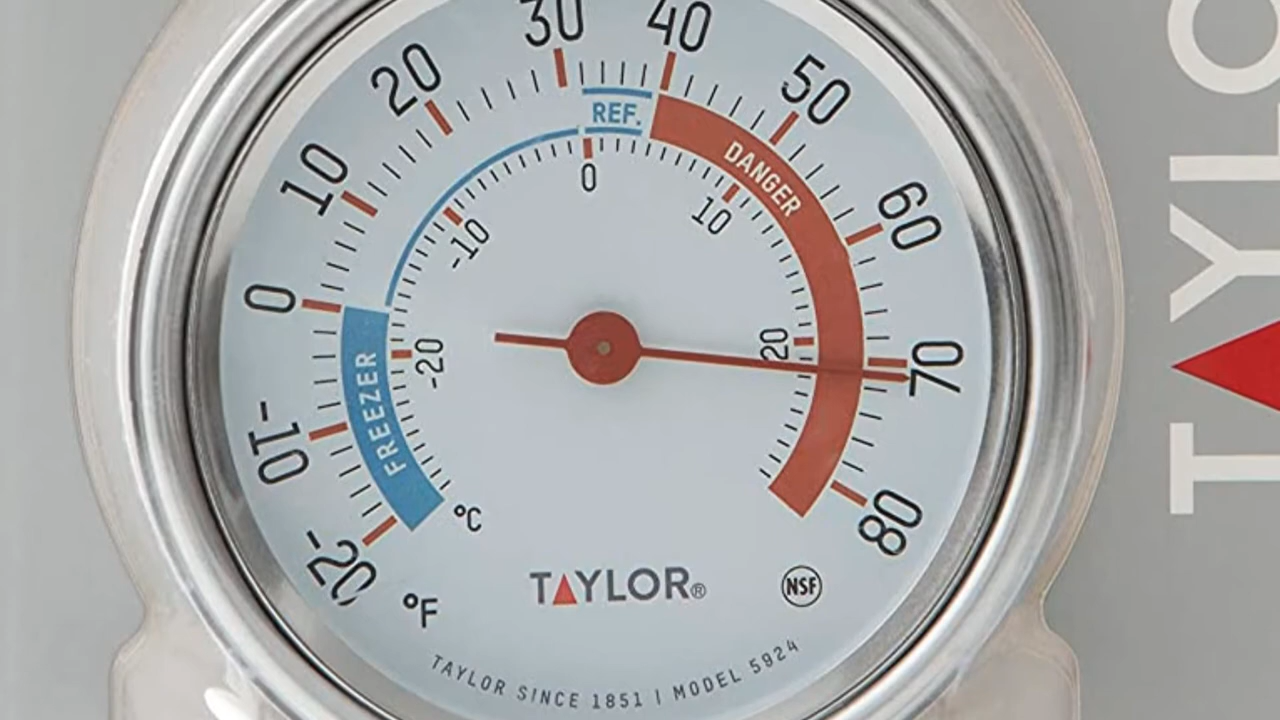 30 40
20 50
10 60
0 70
-10 80
-20
°F
REF.
DANGER
FREEZER
-20 -10 0 10 20
°C
TAYLOR®
NSF
TAYLOR SINCE 1851 | MODEL 5924
TAYLO